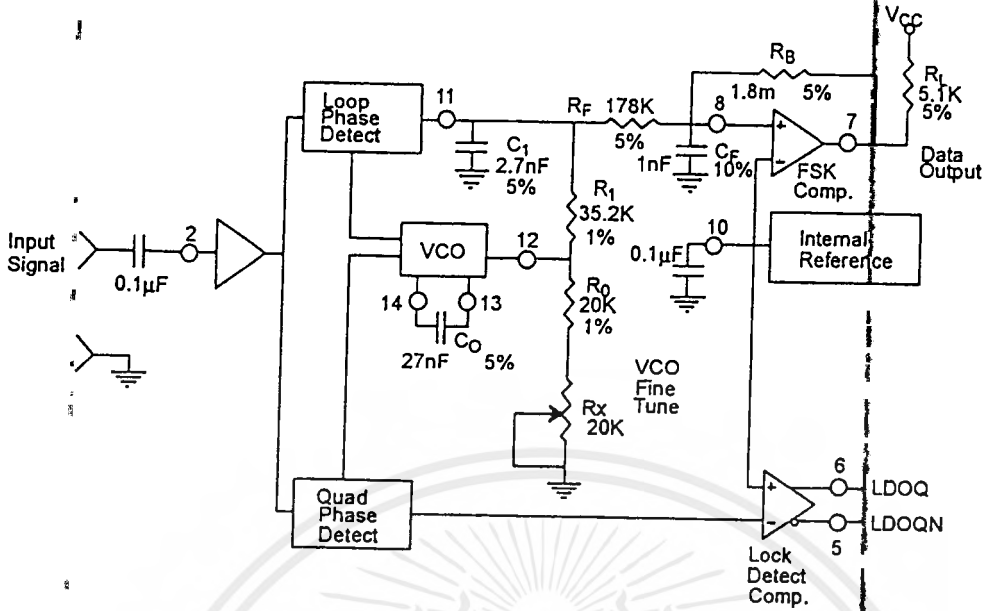 VCC
RB
1.8m 5%
RL
5.1K
5%
Loop
Phase
Detect
11
RF 178K
5%
8
7
+
−
C1
2.7nF
5%
1nF
CF
10%
FSK
Comp.
Data
Output
R1
35.2K
1%
Input
Signal
2
0.1µF
VCO
12
10
0.1µF
Internal
Reference
14
13
R0
20K
1%
CO
27nF 5%
VCO
Fine
Tune
Rx
20K
Quad
Phase
Detect
+
−
6
LDOQ
LDOQN
5
Lock
Detect
Comp.